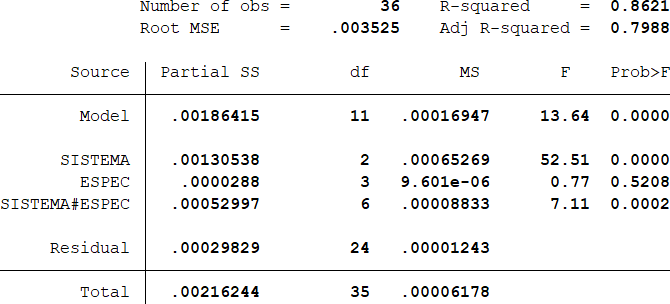 Number of obs = 36 R-squared = 0.8621
Root MSE = .003525 Adj R-squared = 0.7988
Source Partial SS df MS F Prob>F
Model .00186415 11 .00016947 13.64 0.0000
SISTEMA .00130538 2 .00065269 52.51 0.0000
ESPEC .0000288 3 9.601e-06 0.77 0.5208
SISTEMA#ESPEC .00052997 6 .00008833 7.11 0.0002
Residual .00029829 24 .00001243
Total .00216244 35 .00006178